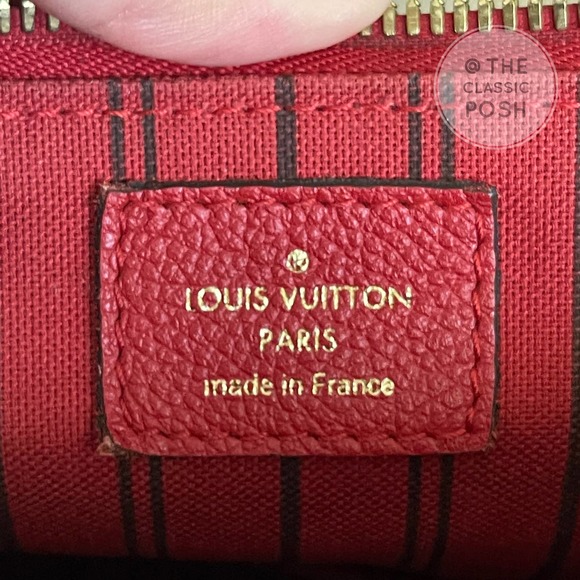 @ THE
CLASSIC
POSH
LOUIS VUITTON
PARIS
made in France